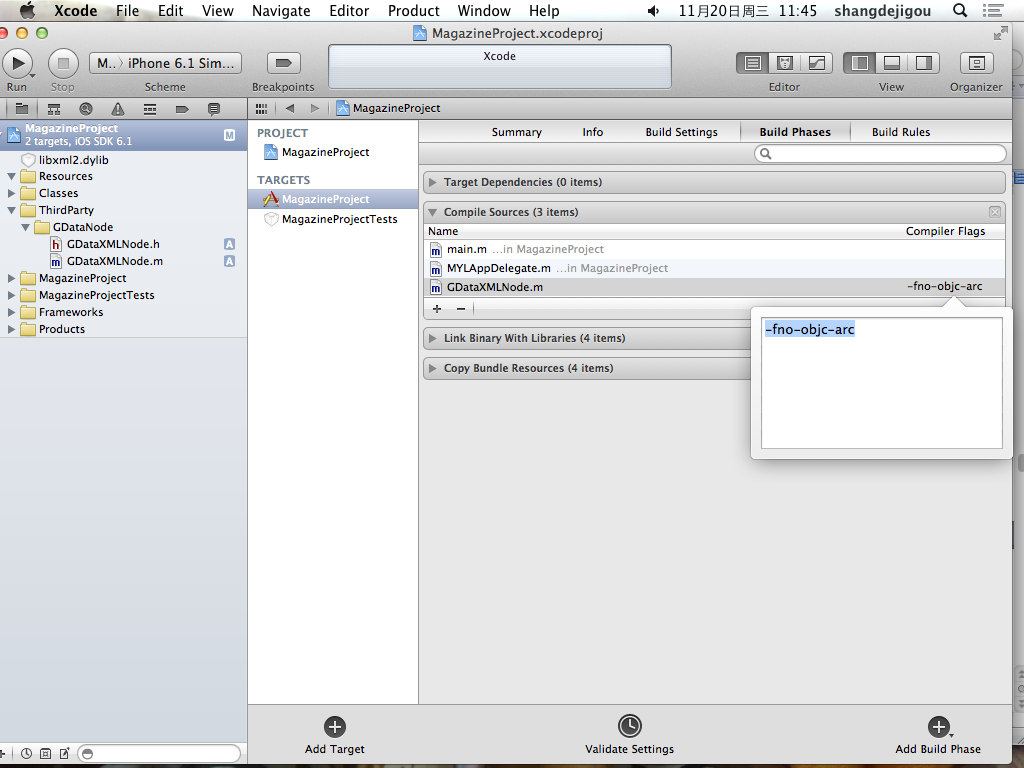 Xcode File Edit View Navigate Editor Product Window Help 11月20日周三 11:45 shangdejigou
MagazineProject.xcodeproj
M.. › iPhone 6.1 Sim...
Xcode
Run Stop Scheme Breakpoints Editor View Organizer
MagazineProject
MagazineProject M
2 targets, iOS SDK 6.1
libxml2.dylib
Resources
Classes
ThirdParty
GDataNode
GDataXMLNode.h A
GDataXMLNode.m A
MagazineProject
MagazineProjectTests
Frameworks
Products
PROJECT
MagazineProject
TARGETS
MagazineProject
MagazineProjectTests
Summary Info Build Settings Build Phases Build Rules
Target Dependencies (0 items)
Compile Sources (3 items)
Name Compiler Flags
main.m ...in MagazineProject
MYLAppDelegate.m ...in MagazineProject
GDataXMLNode.m -fno-objc-arc
-fno-objc-arc
Link Binary With Libraries (4 items)
Copy Bundle Resources (4 items)
Add Target Validate Settings Add Build Phase